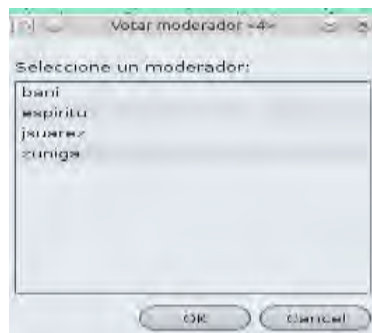 Votar moderador <4>
Seleccione un moderador:
bani
espiritu
jsuarez
zuniga
OK
Cancel